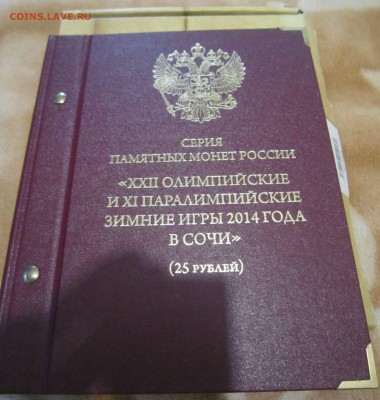 COINS.LAVE.RU
СЕРИЯ
ПАМЯТНЫХ МОНЕТ РОССИИ
«XXII ОЛИМПИЙСКИЕ
И XI ПАРАЛИМПИЙСКИЕ
ЗИМНИЕ ИГРЫ 2014 ГОДА
В СОЧИ»
(25 РУБЛЕЙ)